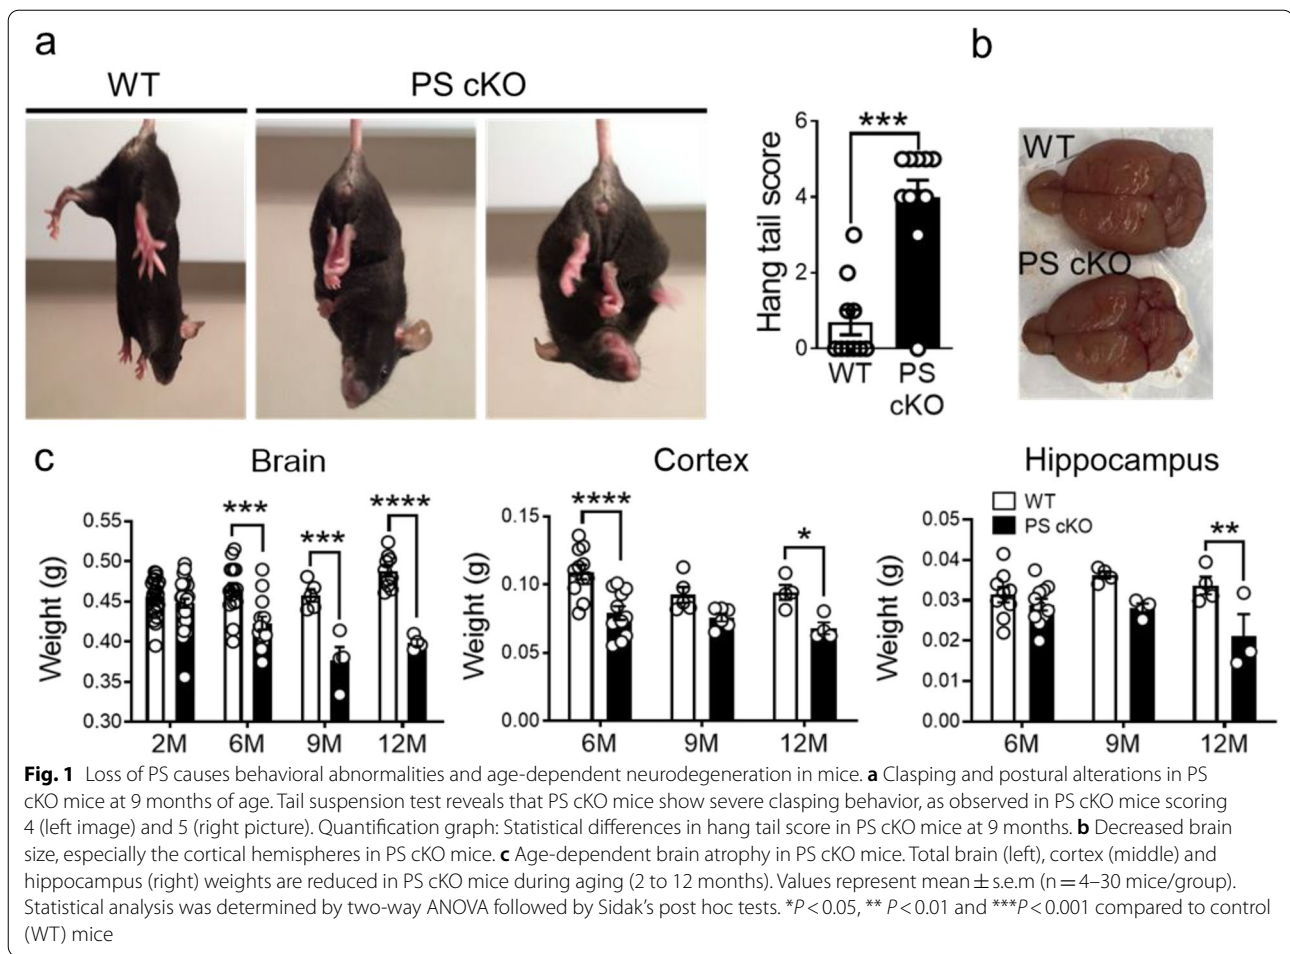 a
b
WT
PS cKO
***
Hang tail score
6
4
2
0
WT
PS
cKO
WT
PS cKO
c
Brain
Cortex
Hippocampus
Weight (g)
0.55
0.50
0.45
0.40
0.35
0.30
***
***
****
2M
6M
9M
12M
Weight (g)
0.15
0.10
0.05
0.00
****
*
6M
9M
12M
WT
PS cKO
Weight (g)
0.05
0.04
0.03
0.02
0.01
0.00
**
6M
9M
12M
Fig. 1 Loss of PS causes behavioral abnormalities and age-dependent neurodegeneration in mice. a Clasping and postural alterations in PS
cKO mice at 9 months of age. Tail suspension test reveals that PS cKO mice show severe clasping behavior, as observed in PS cKO mice scoring
4 (left image) and 5 (right picture). Quantification graph: Statistical differences in hang tail score in PS cKO mice at 9 months. b Decreased brain
size, especially the cortical hemispheres in PS cKO mice. c Age-dependent brain atrophy in PS cKO mice. Total brain (left), cortex (middle) and
hippocampus (right) weights are reduced in PS cKO mice during aging (2 to 12 months). Values represent mean ± s.e.m (n = 4–30 mice/group).
Statistical analysis was determined by two-way ANOVA followed by Sidak's post hoc tests. *P < 0.05, ** P < 0.01 and ***P < 0.001 compared to control
(WT) mice